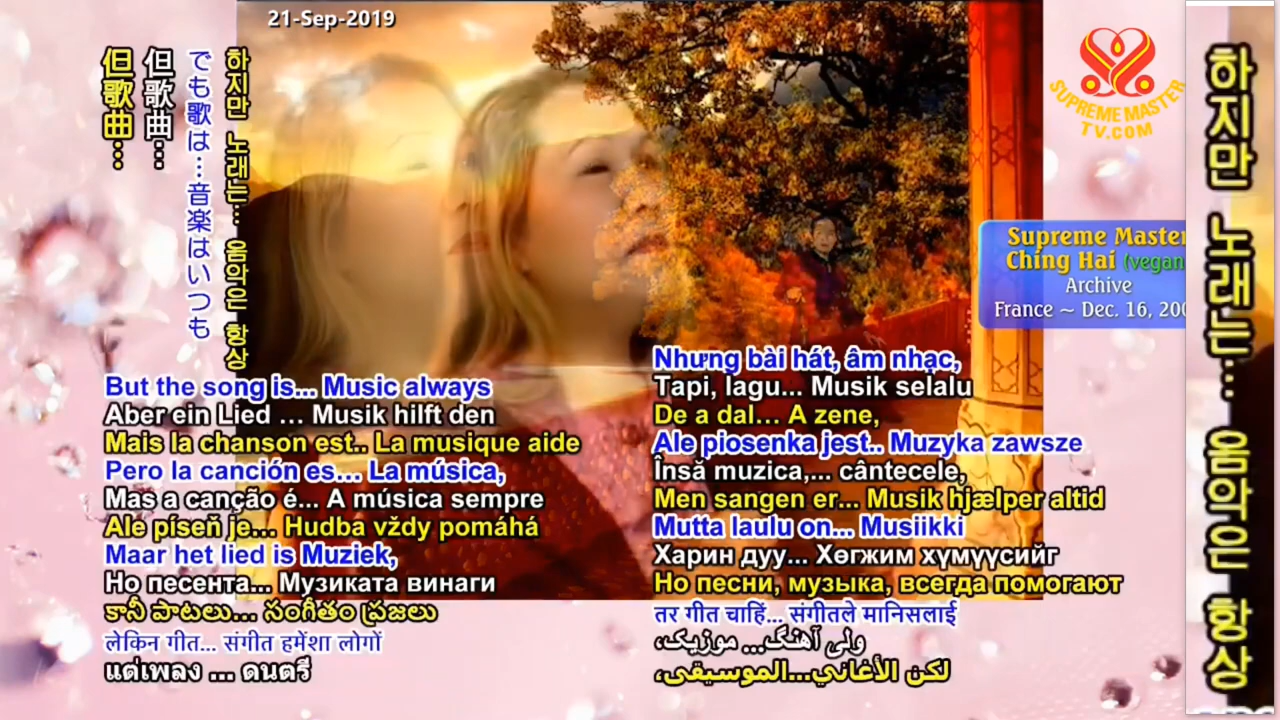 21-Sep-2019
하지만 노래는... 음악은 항상
でも歌は...音楽はいつも
但歌曲...
但歌曲...
SUPREME MASTER
TV.COM
Supreme Master
Ching Hai (vegan
Archive
France ~ Dec. 16, 200
But the song is... Music always
Aber ein Lied … Musik hilft den
Mais la chanson est.. La musique aide
Pero la canción es... La música,
Mas a canção é... A música sempre
Ale píseň je... Hudba vždy pomáhá
Maar het lied is Muziek,
Но песента... Музиката винаги
కానీ పాటలు... సంగీతం ప్రజలు
लेकिन गीत... संगीत हमेंशा लोगों
แต่เพลง ... ดนตรี
Nhưng bài hát, âm nhạc,
Tapi, lagu... Musik selalu
De a dal… A zene,
Ale piosenka jest.. Muzyka zawsze
Însă muzica,... cântecele,
Men sangen er... Musik hjælper altid
Mutta laulu on... Musiikki
Харин дуу... Хөгжим хүмүүсийг
Но песни, музыка, всегда помогают
तर गीत चाहिं... संगीतले मानिसलाई
ولی آهنگ... موزیک،
لكن الأغاني...الموسيقى،
하지만 노래는... 음악은 항상